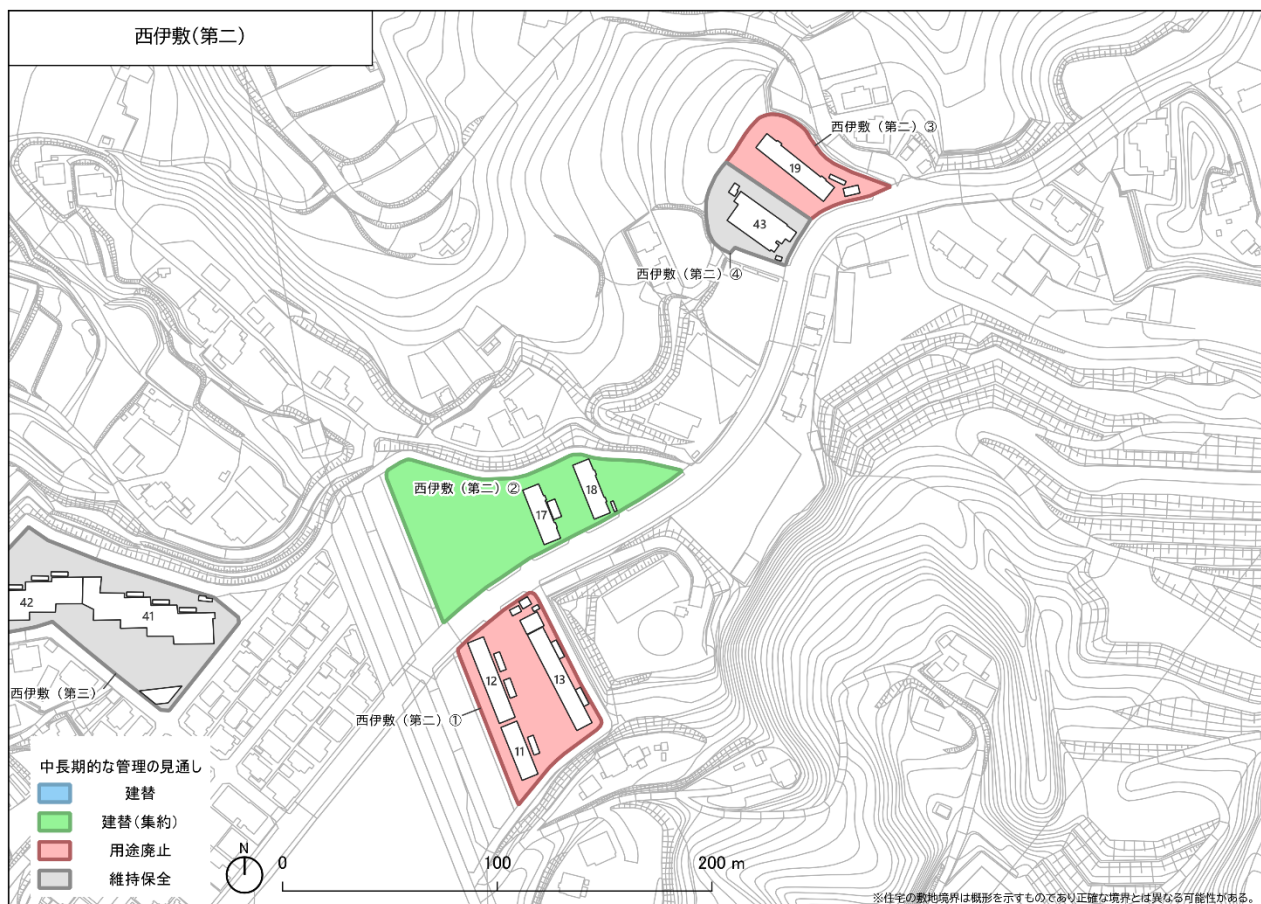 西伊敷(第二)
西伊敷（第二）③
19
43
西伊敷（第二）④
西伊敷（第二）②
18
17
42
41
西伊敷（第三）
12
13
11
西伊敷（第二）①
中長期的な管理の見通し
建替
建替(集約)
用途廃止
維持保全
N
0 100 200 m
※住宅の敷地境界は概形を示すものであり正確な境界とは異なる可能性がある。